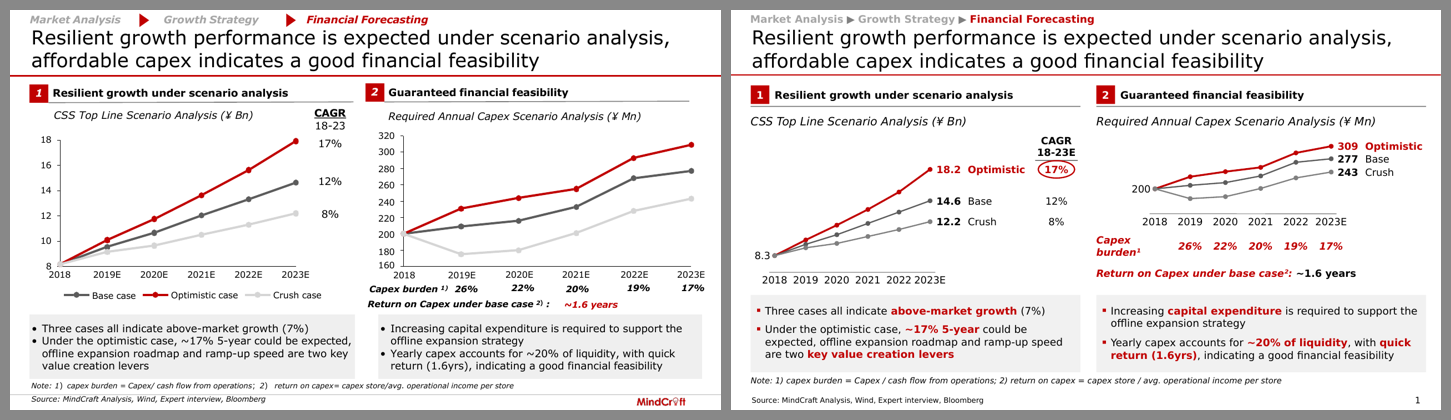 Market Analysis Growth Strategy Financial Forecasting
Resilient growth performance is expected under scenario analysis,
affordable capex indicates a good financial feasibility
1 Resilient growth under scenario analysis
CSS Top Line Scenario Analysis (¥ Bn)
CAGR
18-23
18
16
14
12
10
8
17%
12%
8%
2018 2019E 2020E 2021E 2022E 2023E
Base case Optimistic case Crush case
• Three cases all indicate above-market growth (7%)
• Under the optimistic case, ~17% 5-year could be expected,
offline expansion roadmap and ramp-up speed are two key
value creation levers
2 Guaranteed financial feasibility
Required Annual Capex Scenario Analysis (¥ Mn)
320
300
280
260
240
220
200
180
160
2018 2019E 2020E 2021E 2022E 2023E
Capex burden 1) 26% 22% 20% 19% 17%
Return on Capex under base case 2) : ~1.6 years
• Increasing capital expenditure is required to support the
offline expansion strategy
• Yearly capex accounts for ~20% of liquidity, with quick
return (1.6yrs), indicating a good financial feasibility
Note: 1) capex burden = Capex/ cash flow from operations; 2) return on capex= capex store/avg. operational income per store
Source: MindCraft Analysis, Wind, Expert interview, Bloomberg
MindCraft
Market Analysis ▶ Growth Strategy ▶ Financial Forecasting
Resilient growth performance is expected under scenario analysis,
affordable capex indicates a good financial feasibility
1 Resilient growth under scenario analysis
CSS Top Line Scenario Analysis (¥ Bn)
CAGR
18-23E
18.2 Optimistic 17%
14.6 Base 12%
12.2 Crush 8%
8.3
2018 2019 2020 2021 2022 2023E
▪ Three cases all indicate above-market growth (7%)
▪ Under the optimistic case, ~17% 5-year could be
expected, offline expansion roadmap and ramp-up speed
are two key value creation levers
2 Guaranteed financial feasibility
Required Annual Capex Scenario Analysis (¥ Mn)
309 Optimistic
277 Base
243 Crush
200
2018 2019 2020 2021 2022 2023E
Capex
burden¹ 26% 22% 20% 19% 17%
Return on Capex under base case²: ~1.6 years
▪ Increasing capital expenditure is required to support the
offline expansion strategy
▪ Yearly capex accounts for ~20% of liquidity, with quick
return (1.6yrs), indicating a good financial feasibility
Note: 1) capex burden = Capex / cash flow from operations; 2) return on capex = capex store / avg. operational income per store
Source: MindCraft Analysis, Wind, Expert interview, Bloomberg
1